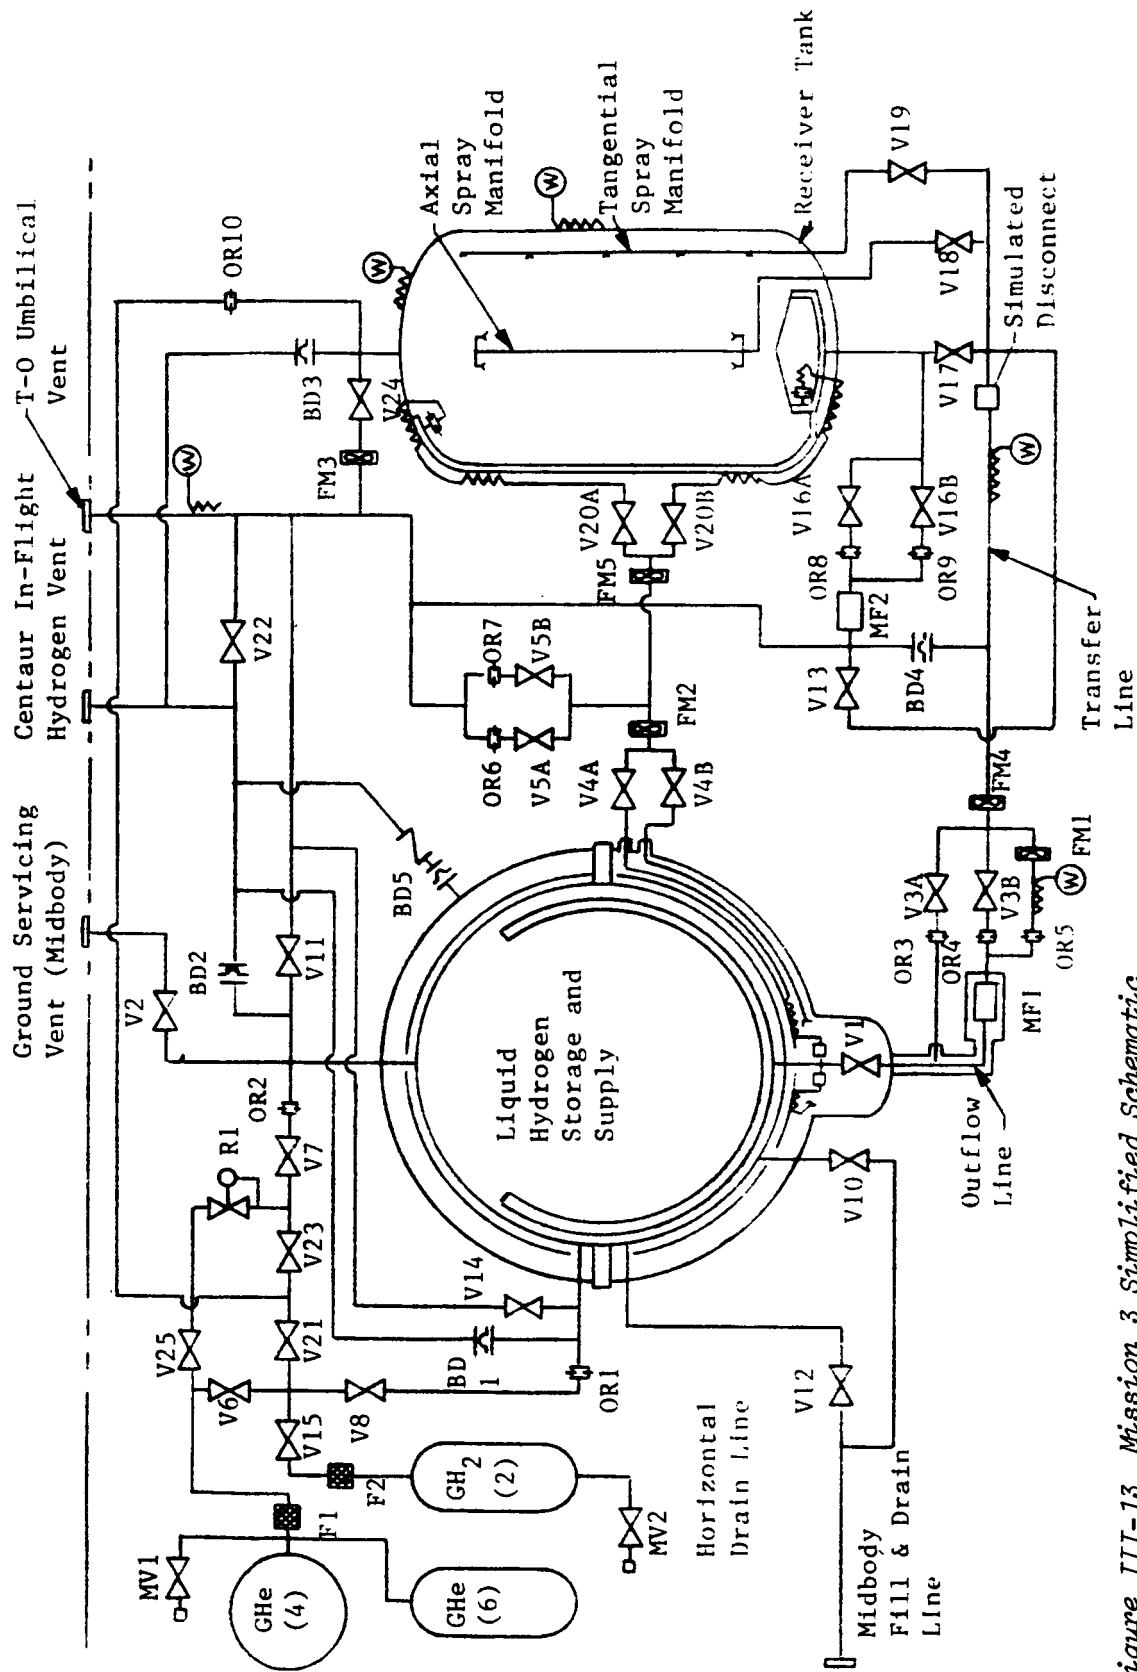 Ground Servicing
Vent (Midbody)
Centaur In-Flight
Hydrogen Vent
T-O Umbilical
Vent
V2
BD2
V22
W
OR10
BD3
V24
FM3
W
W
Axial
Spray
Manifold
Tangential
Spray
Manifold
Receiver Tank
V25
R1
V6
V21
V23
V7
OR2
V11
V15
V8
V14
BD
1
OR1
BD5
OR6
OR7
V5A
V5B
V4A
V4B
FM2
FM5
V20A
V20B
MV1
F1
F2
GHe
(4)
GHe
(6)
GH2
(2)
MV2
Horizontal
Drain Line
V12
Midbody
Fill & Drain
Line
Liquid
Hydrogen
Storage and
Supply
V1
V10
Outflow
Line
MF1
OR3
OR4
OR5
V3A
V3B
W
FM1
FM4
V13
MF2
BD4
OR8
OR9
V16A
V16B
V17
V18
V19
W
Simulated
Disconnect
Transfer
Line
igure III-13 Mission 3 Simplified Schematic